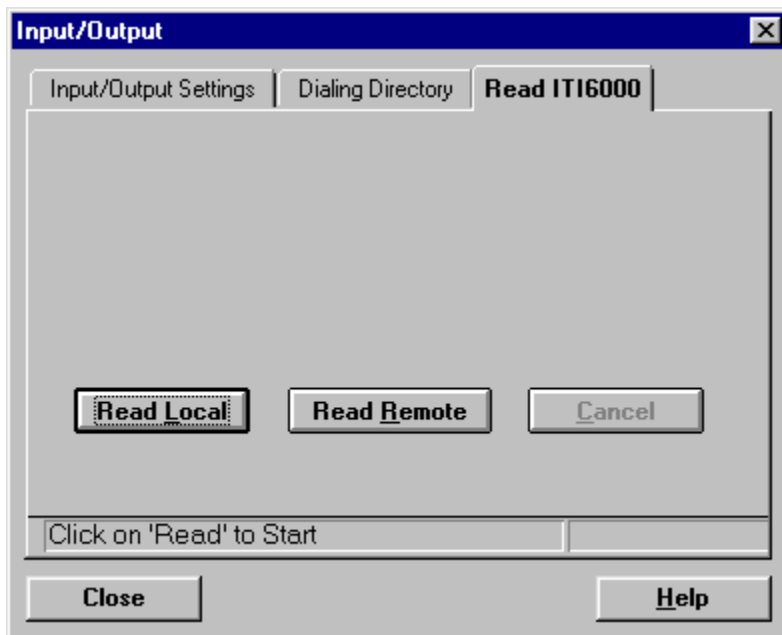 Input/Output
Input/Output Settings
Dialing Directory
Read ITI6000
Read Local
Read Remote
Cancel
Click on 'Read' to Start
Close
Help